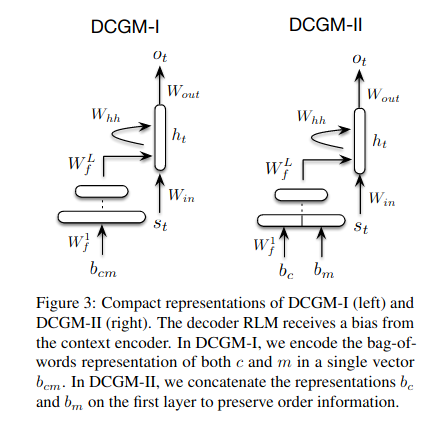 DCGM-I DCGM-II
o_t o_t
W_out W_out
W_hh W_hh
h_t h_t
W_f^L W_f^L
W_in W_in
s_t s_t
W_f^1 W_f^1
b_cm b_c b_m
Figure 3: Compact representations of DCGM-I (left) and
DCGM-II (right). The decoder RLM receives a bias from
the context encoder. In DCGM-I, we encode the bag-of-
words representation of both c and m in a single vector
b_cm. In DCGM-II, we concatenate the representations b_c
and b_m on the first layer to preserve order information.